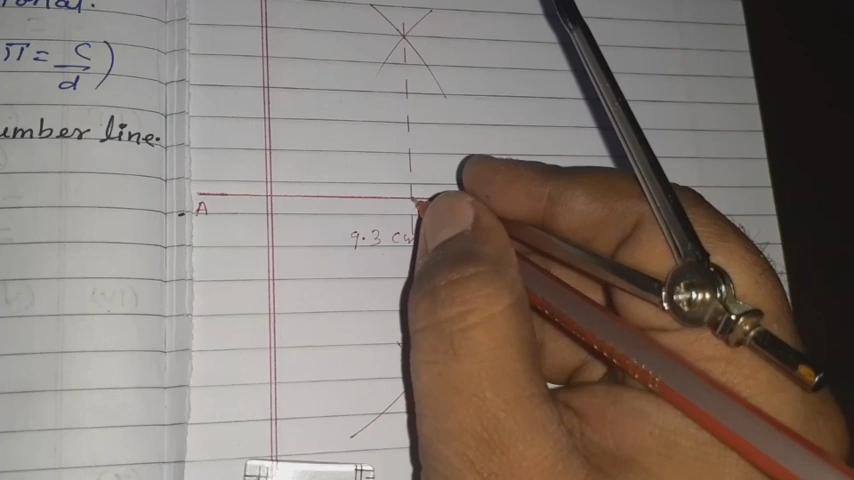 π = c/d)
umber line.
A
9.3 cm